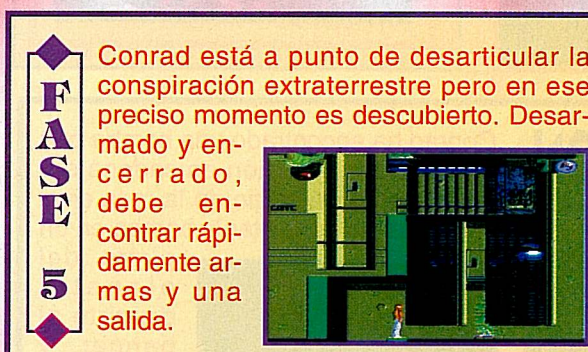 FASE 5
Conrad está a punto de desarticular la
conspiración extraterrestre pero en ese
preciso momento es descubierto. Desar-
mado y en-
cerrado,
debe en-
contrar rápi-
damente ar-
mas y una
salida.